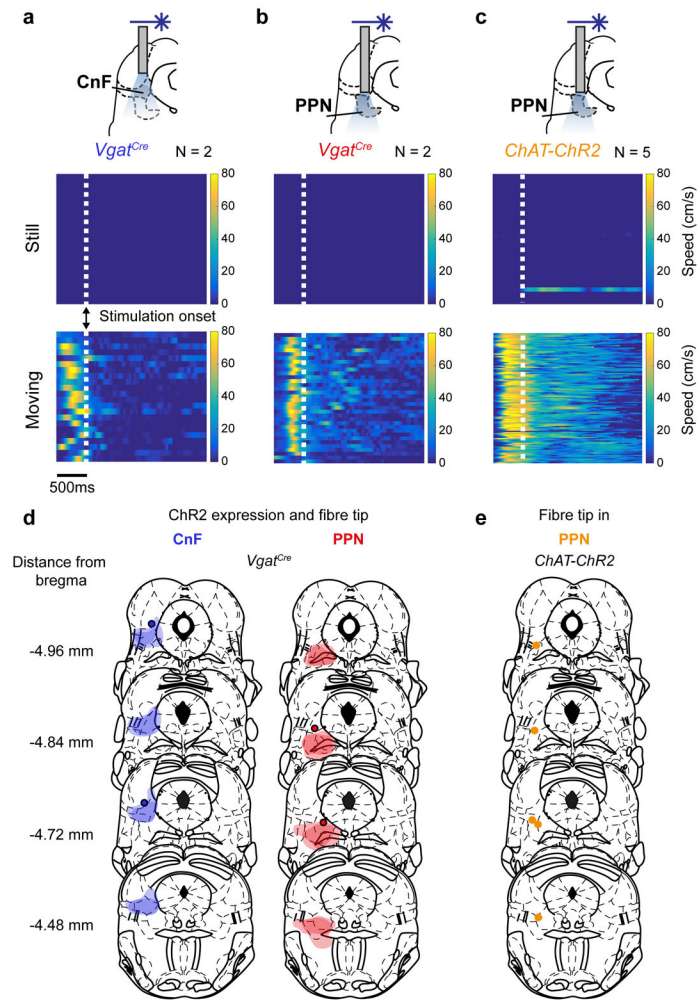 a
b
c
CnF
PPN
PPN
Vgat^Cre N = 2
Vgat^Cre N = 2
ChAT-ChR2 N = 5
Still
80
60
40
20
0
80
60
40
20
0
80
60
40
20
0
Speed (cm/s)
Stimulation onset
Moving
80
60
40
20
0
80
60
40
20
0
80
60
40
20
0
Speed (cm/s)
500ms
d
ChR2 expression and fibre tip
CnF
PPN
Vgat^Cre
Distance from
bregma
-4.96 mm
-4.84 mm
-4.72 mm
-4.48 mm
e
Fibre tip in
PPN
ChAT-ChR2